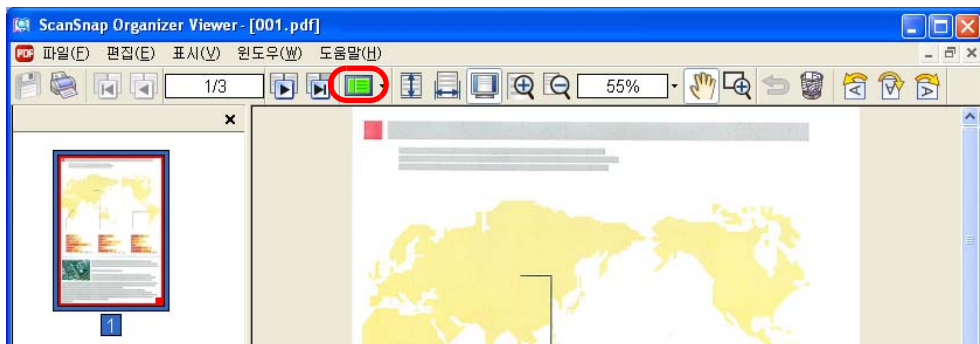 ScanSnap Organizer Viewer - [001.pdf]
PDF 파일(F) 편집(E) 표시(V) 윈도우(W) 도움말(H)
1/3 55% A A A
1